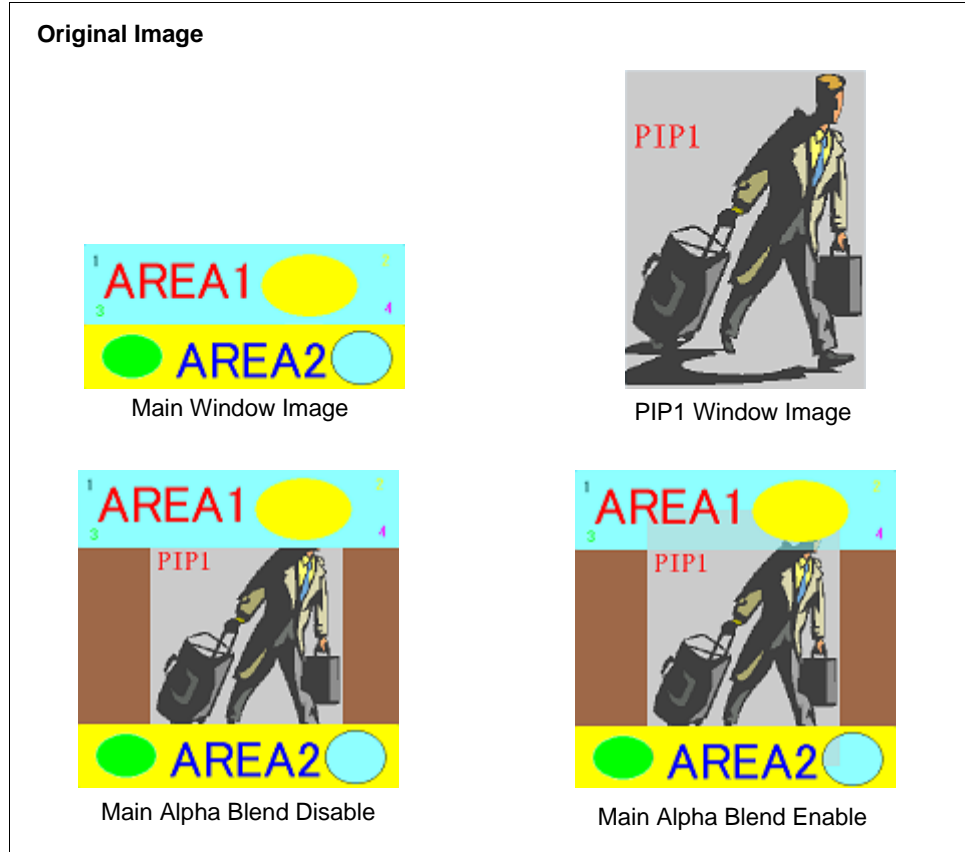 Original Image
PIP1
1 2
AREA1
3 4
AREA2
Main Window Image
PIP1 Window Image
1 2
AREA1
3 4
PIP1
AREA2
Main Alpha Blend Disable
1 2
AREA1
3 4
PIP1
AREA2
Main Alpha Blend Enable